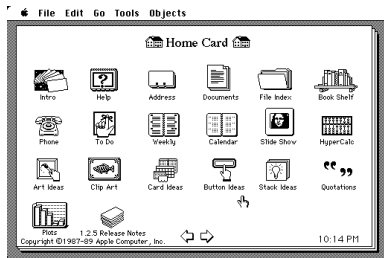 File Edit Go Tools Objects
Home Card
Intro Help Address Documents File Index Book Shelf
Phone To Do Weekly Calendar Slide Show HyperCalc
Art Ideas Clip Art Card Ideas Button Ideas Stack Ideas Quotations
Plots 1.2.5 Release Notes
Copyright ©1987-89 Apple Computer, Inc. 10:14 PM